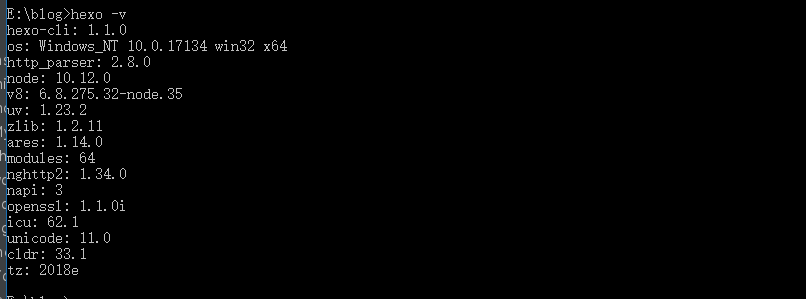 E:\blog>hexo -v
hexo-cli: 1.1.0
os: Windows_NT 10.0.17134 win32 x64
http_parser: 2.8.0
node: 10.12.0
v8: 6.8.275.32-node.35
uv: 1.23.2
zlib: 1.2.11
ares: 1.14.0
modules: 64
nghttp2: 1.34.0
napi: 3
openssl: 1.1.0i
icu: 62.1
unicode: 11.0
cldr: 33.1
tz: 2018e